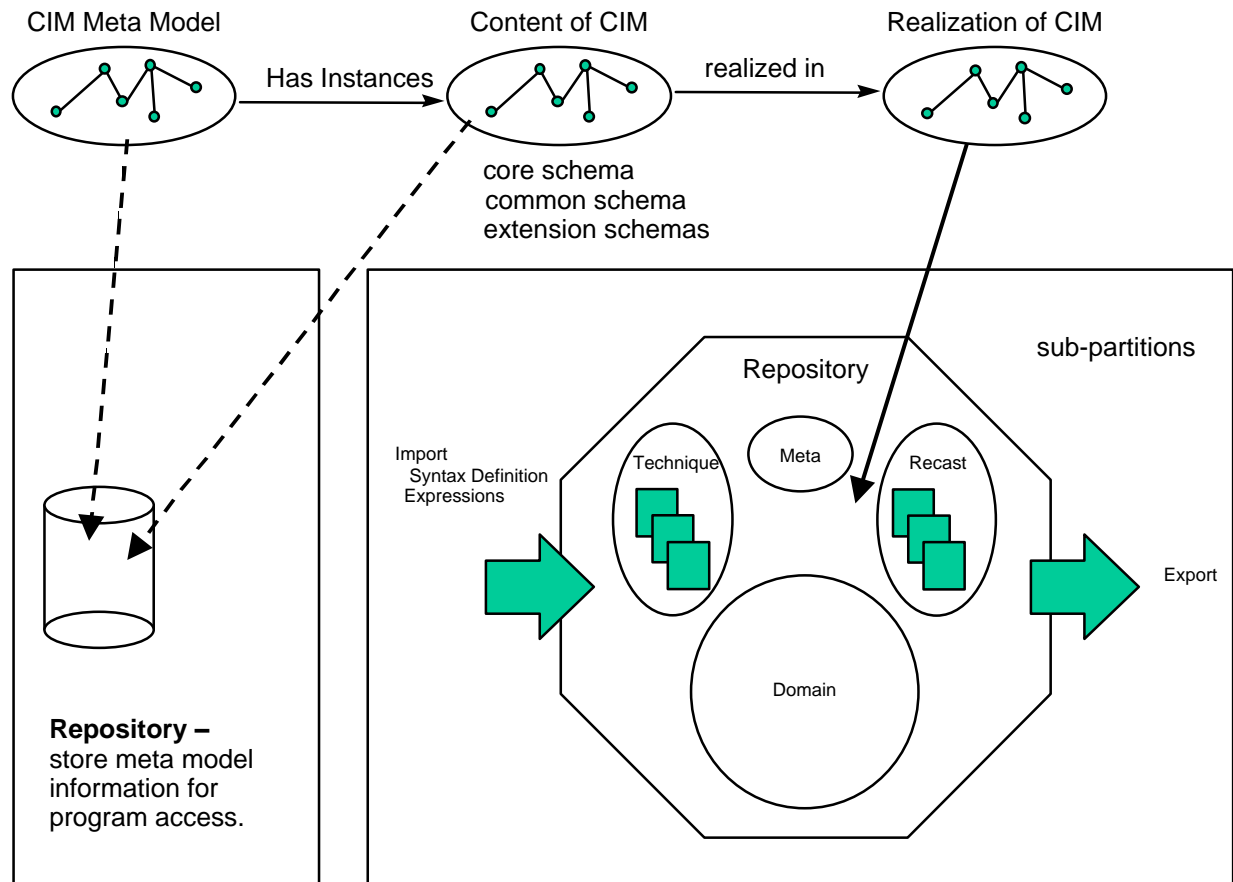 CIM Meta Model
Content of CIM
Realization of CIM
Has Instances
realized in
core schema
common schema
extension schemas
sub-partitions
Repository
Import
Syntax Definition
Expressions
Technique
Meta
Recast
Export
Domain
Repository –
store meta model
information for
program access.